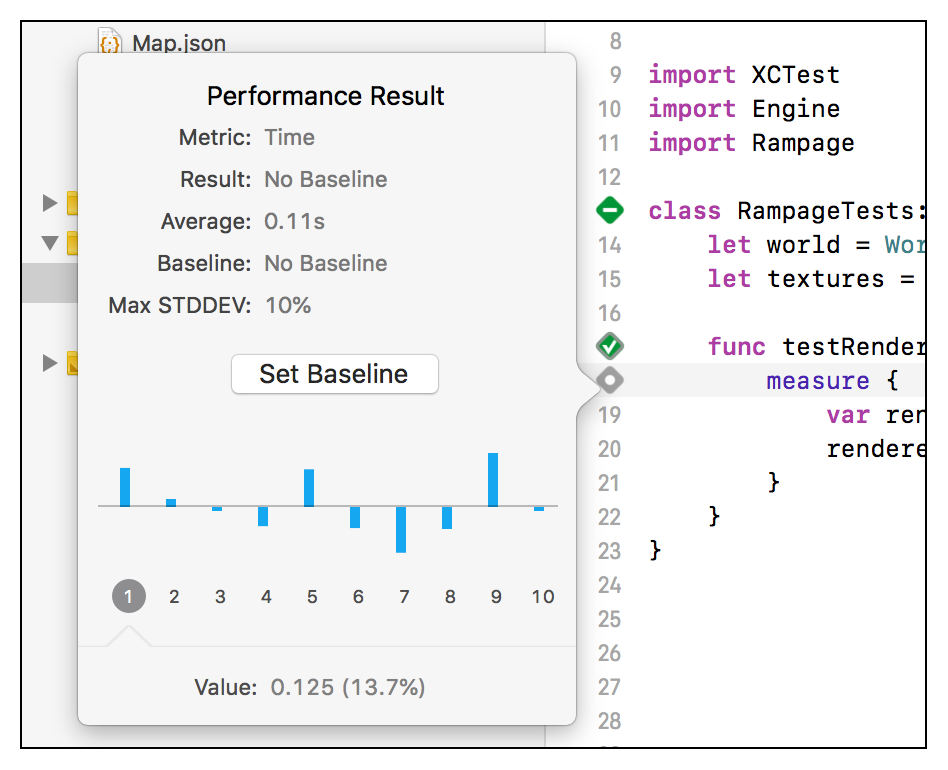 Map.json
Performance Result
Metric: Time
Result: No Baseline
Average: 0.11s
Baseline: No Baseline
Max STDDEV: 10%
Set Baseline
1 2 3 4 5 6 7 8 9 10
Value: 0.125 (13.7%)
8
9 import XCTest
10 import Engine
11 import Rampage
12
class RampageTests:
14 let world = Wor
15 let textures =
16
func testRender
measure {
19 var ren
20 rendere
21 }
22 }
23 }
24
25
26
27
28